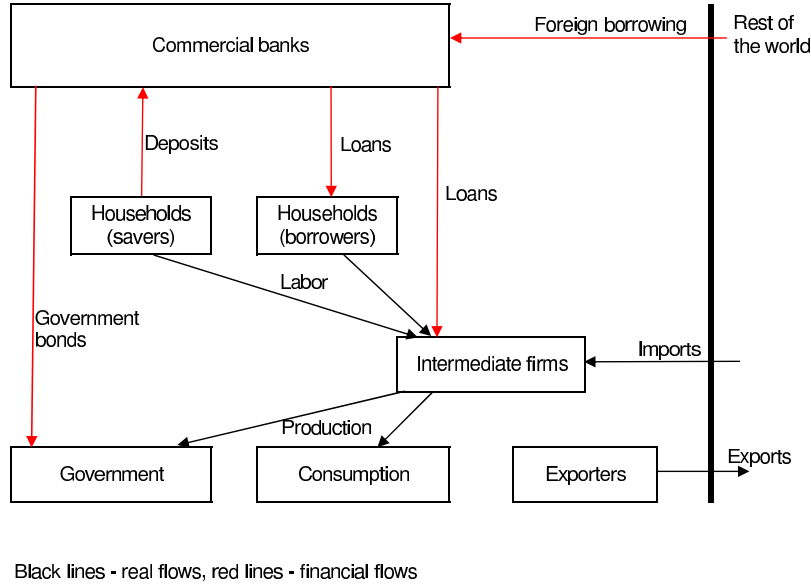 Foreign borrowing
Rest of
the world
Commercial banks
Deposits
Loans
Loans
Households
(savers)
Households
(borrowers)
Labor
Government
bonds
Intermediate firms
Imports
Production
Government
Consumption
Exporters
Exports
Black lines - real flows, red lines - financial flows